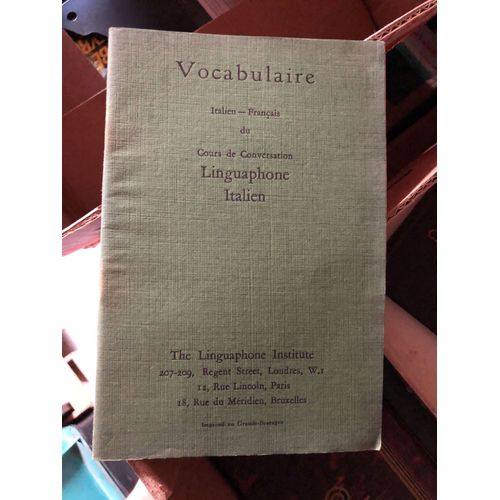 Vocabulaire
Italien — Français
du
Cours de Conversation
Linguaphone
Italien
The Linguaphone Institute
207-209, Regent Street, Londres, W.1
12, Rue Lincoln, Paris
18, Rue du Méridien, Bruxelles
Imprimé en Grande-Bretagne